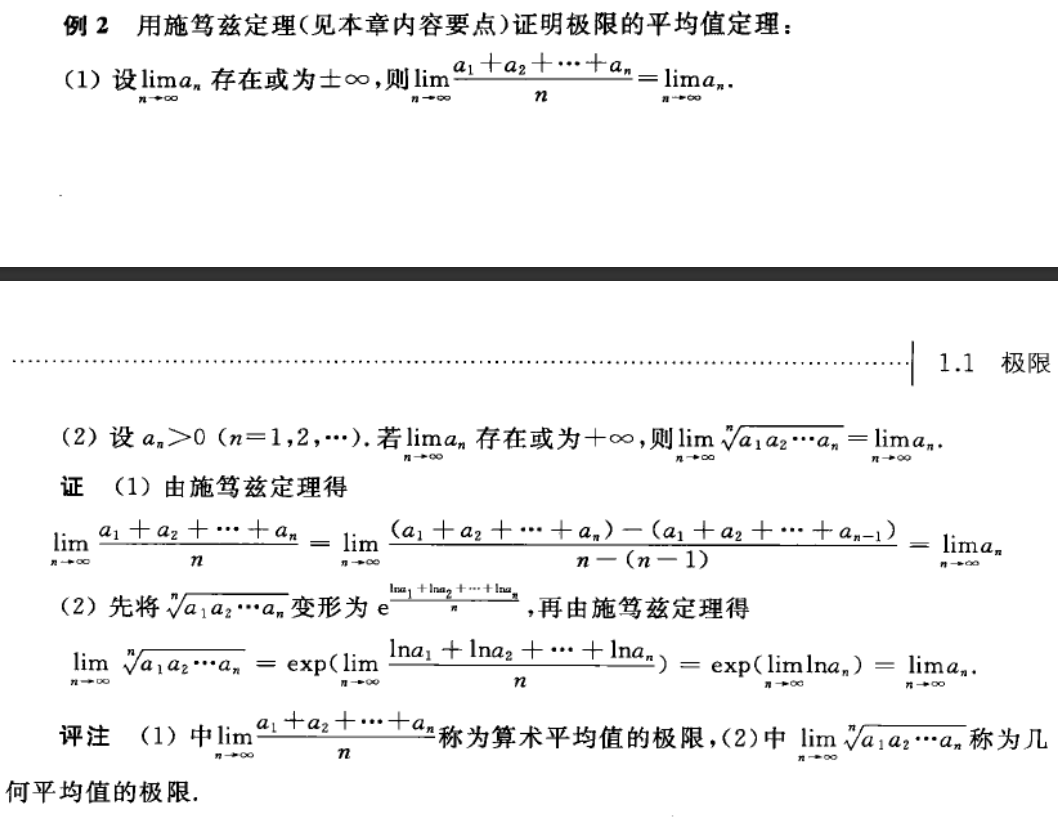 例 2 用施笃兹定理(见本章内容要点)证明极限的平均值定理:
(1) 设$\lim\limits_{n\to\infty}a_n$ 存在或为±∞,则$\lim\limits_{n\to\infty}\frac{a_1+a_2+\cdots+a_n}{n}=\lim\limits_{n\to\infty}a_n$.
1.1 极限
(2) 设 $a_n>0$ ($n=1,2,\cdots$).若$\lim\limits_{n\to\infty}a_n$ 存在或为+∞,则$\lim\limits_{n\to\infty}\sqrt[n]{a_1a_2\cdots a_n}=\lim\limits_{n\to\infty}a_n$.
证 (1) 由施笃兹定理得
$\lim\limits_{n\to\infty}\frac{a_1+a_2+\cdots+a_n}{n}=\lim\limits_{n\to\infty}\frac{(a_1+a_2+\cdots+a_n)-(a_1+a_2+\cdots+a_{n-1})}{n-(n-1)}=\lim\limits_{n\to\infty}a_n$
(2) 先将$\sqrt[n]{a_1a_2\cdots a_n}$变形为 $e^{\frac{\ln a_1+\ln a_2+\cdots+\ln a_n}{n}}$,再由施笃兹定理得
$\lim\limits_{n\to\infty}\sqrt[n]{a_1a_2\cdots a_n}=\exp(\lim\limits_{n\to\infty}\frac{\ln a_1+\ln a_2+\cdots+\ln a_n}{n})=\exp(\lim\limits_{n\to\infty}\ln a_n)=\lim\limits_{n\to\infty}a_n$.
评注 (1) 中$\lim\limits_{n\to\infty}\frac{a_1+a_2+\cdots+a_n}{n}$称为算术平均值的极限,(2)中 $\lim\limits_{n\to\infty}\sqrt[n]{a_1a_2\cdots a_n}$ 称为几
何平均值的极限.